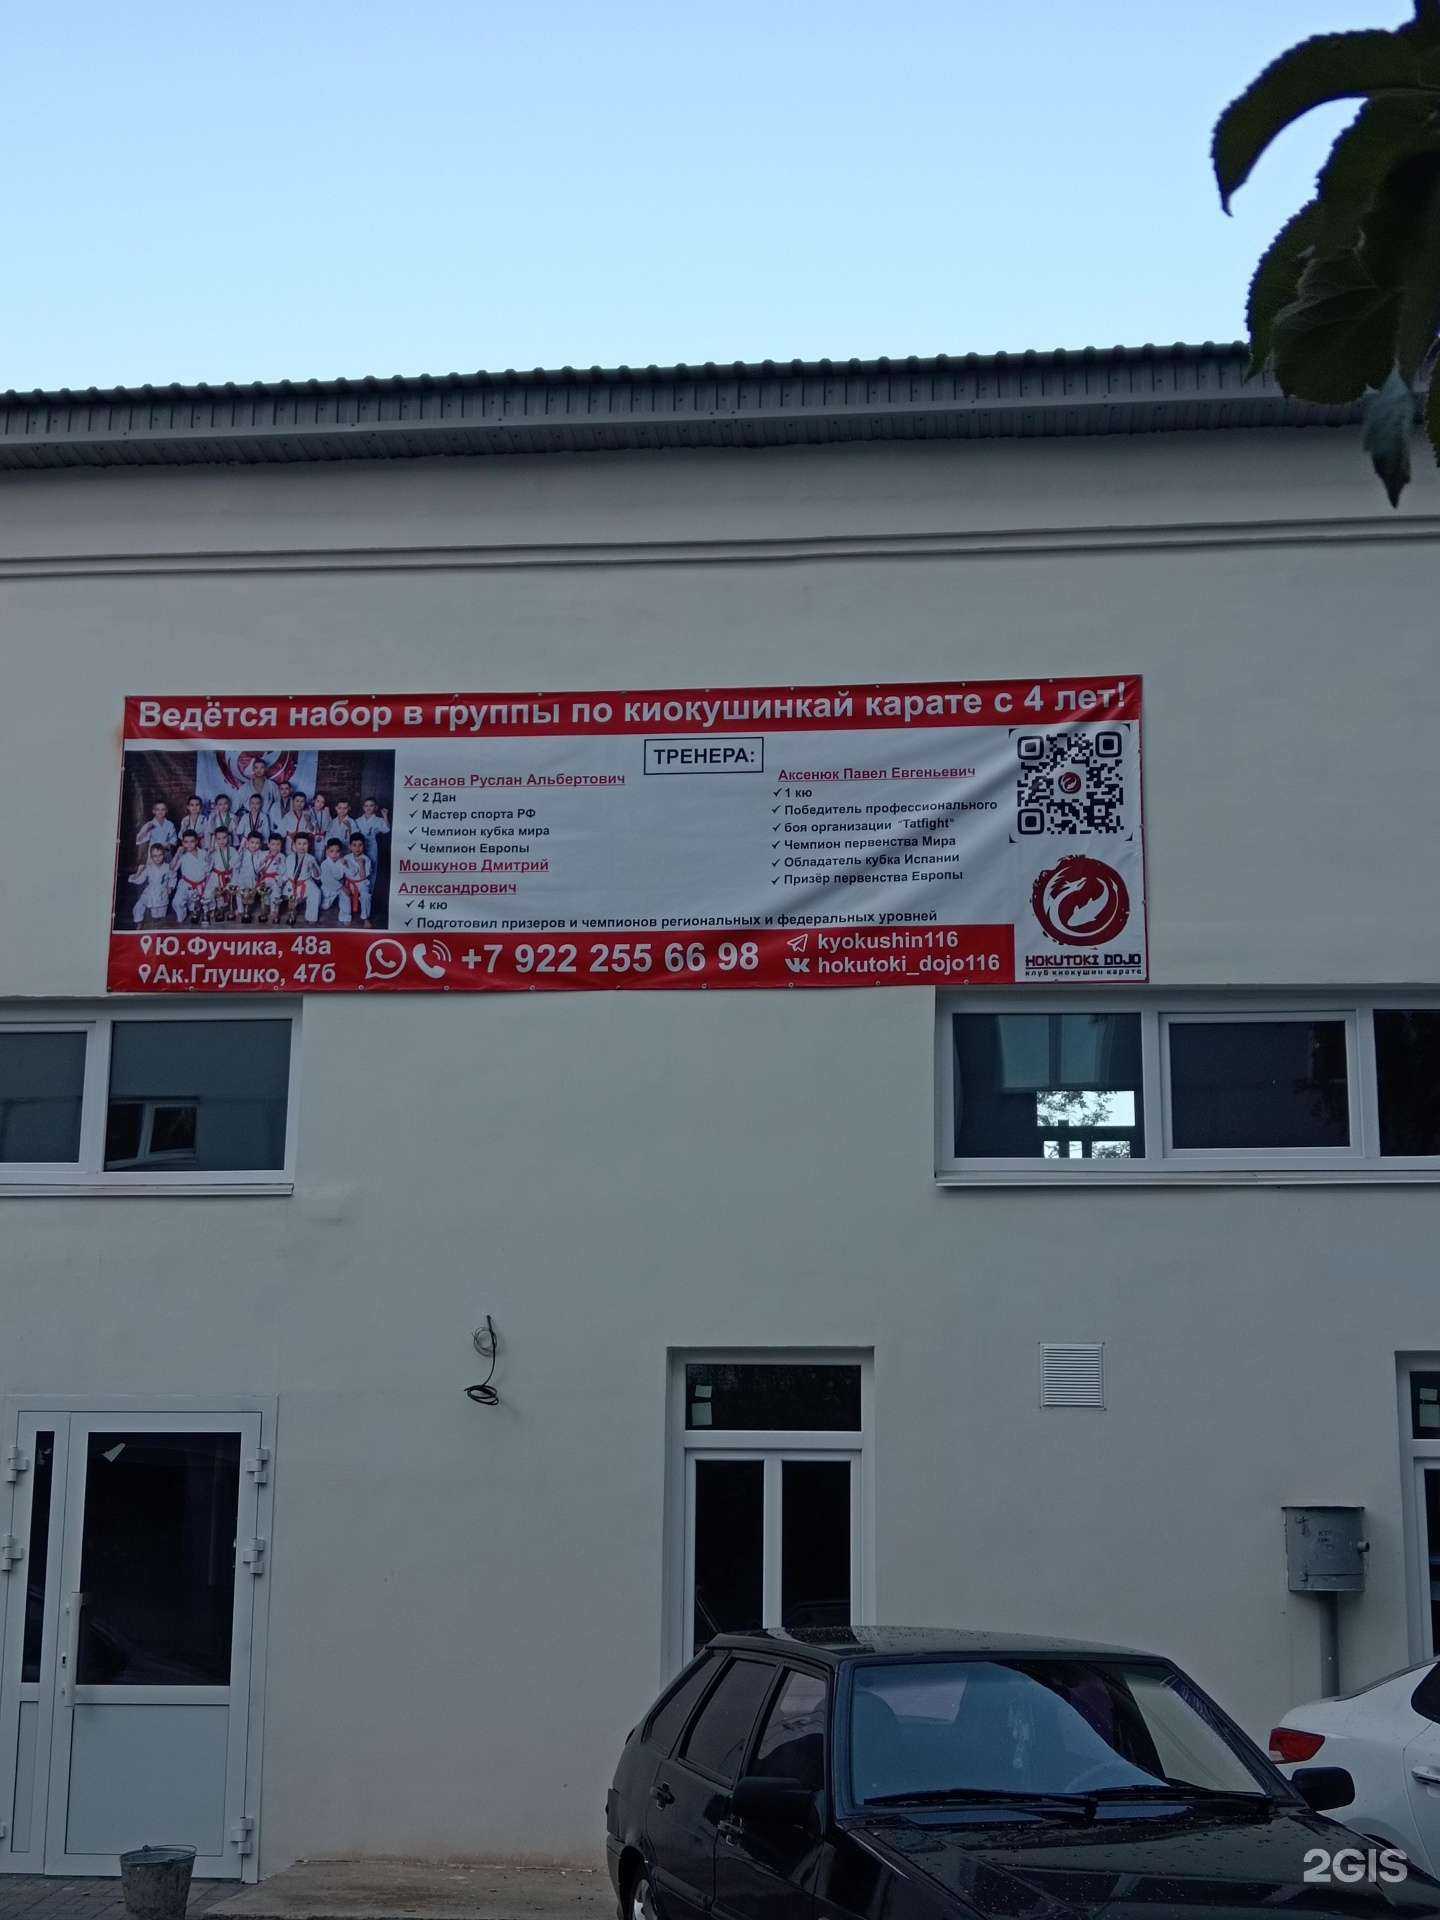 Ведётся набор в группы по киокушинкай карате с 4 лет!
ТРЕНЕРА:
Хасанов Руслан Альбертович
✓ 2 Дан
✓ Мастер спорта РФ
✓ Чемпион кубка мира
✓ Чемпион Европы
Мошкунов Дмитрий
Александрович
✓ 4 кю
✓ Подготовил призеров и чемпионов региональных и федеральных уровней
Аксенюк Павел Евгеньевич
✓ 1 кю
✓ Победитель профессионального
✓ боя организации "Tatfight"
✓ Чемпион первенства Мира
✓ Обладатель кубка Испании
✓ Призёр первенства Европы
HOKUTOKI DOJO
клуб киокушин карате
Ю.Фучика, 48а
Ак.Глушко, 47б
+7 922 255 66 98
kyokushin116
hokutoki_dojo116
2GIS